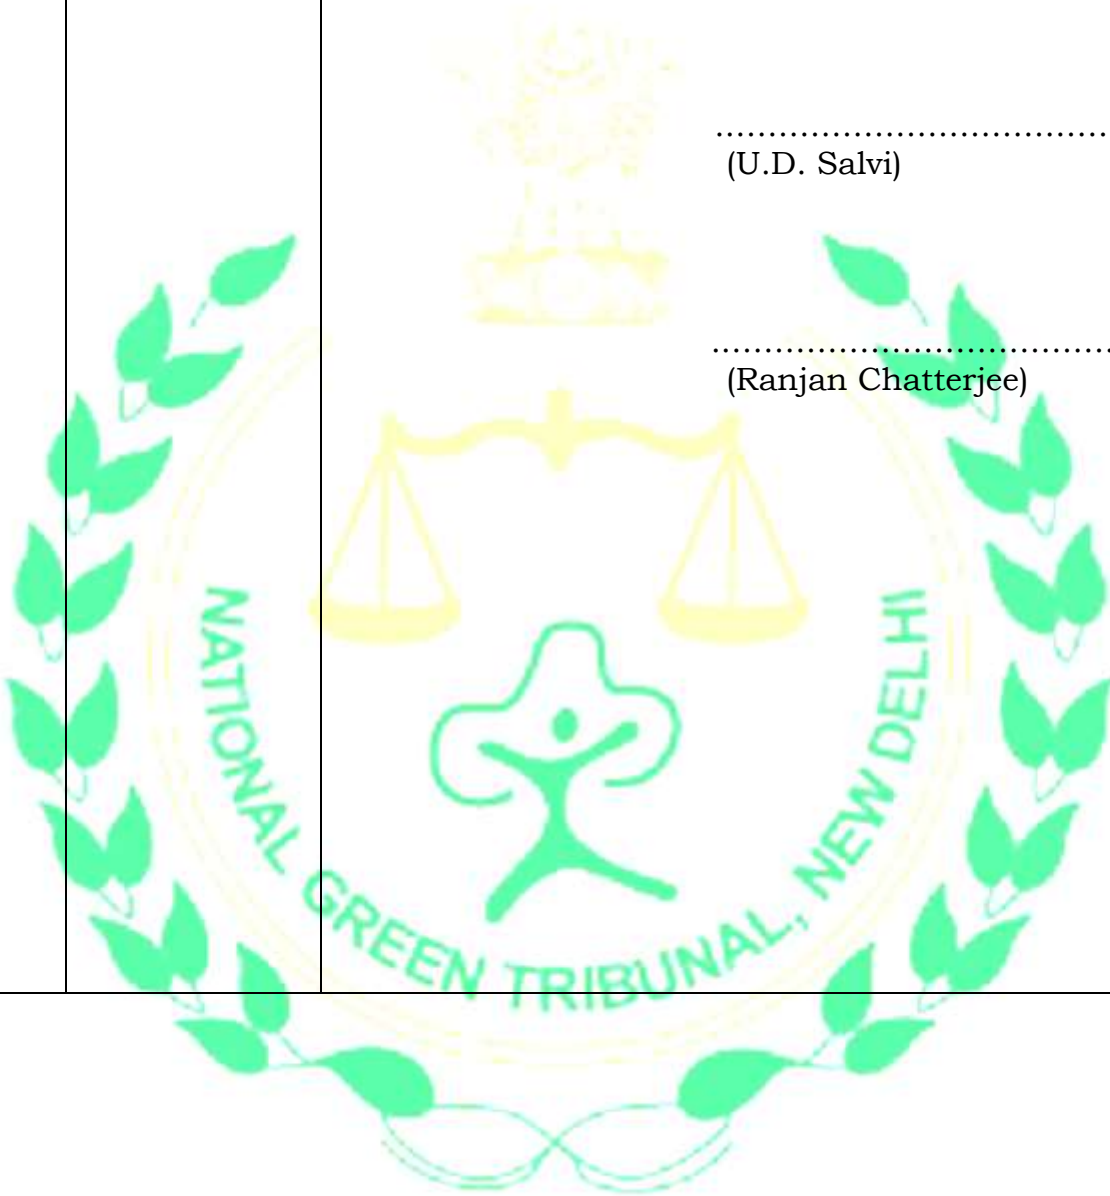 ....................................
(U.D. Salvi)
....................................
(Ranjan Chatterjee)
NATIONAL GREEN TRIBUNAL, NEW DELHI